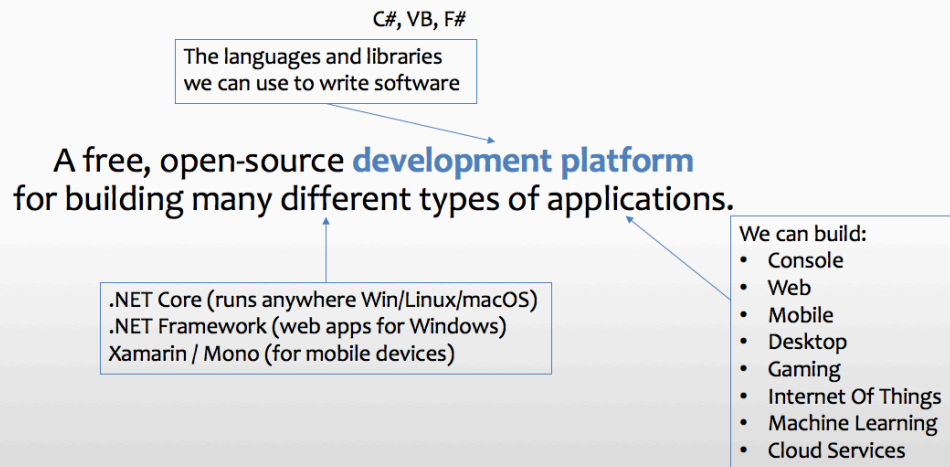 C#, VB, F#
The languages and libraries
we can use to write software
A free, open-source development platform
for building many different types of applications.
.NET Core (runs anywhere Win/Linux/macOS)
.NET Framework (web apps for Windows)
Xamarin / Mono (for mobile devices)
We can build:
• Console
• Web
• Mobile
• Desktop
• Gaming
• Internet Of Things
• Machine Learning
• Cloud Services